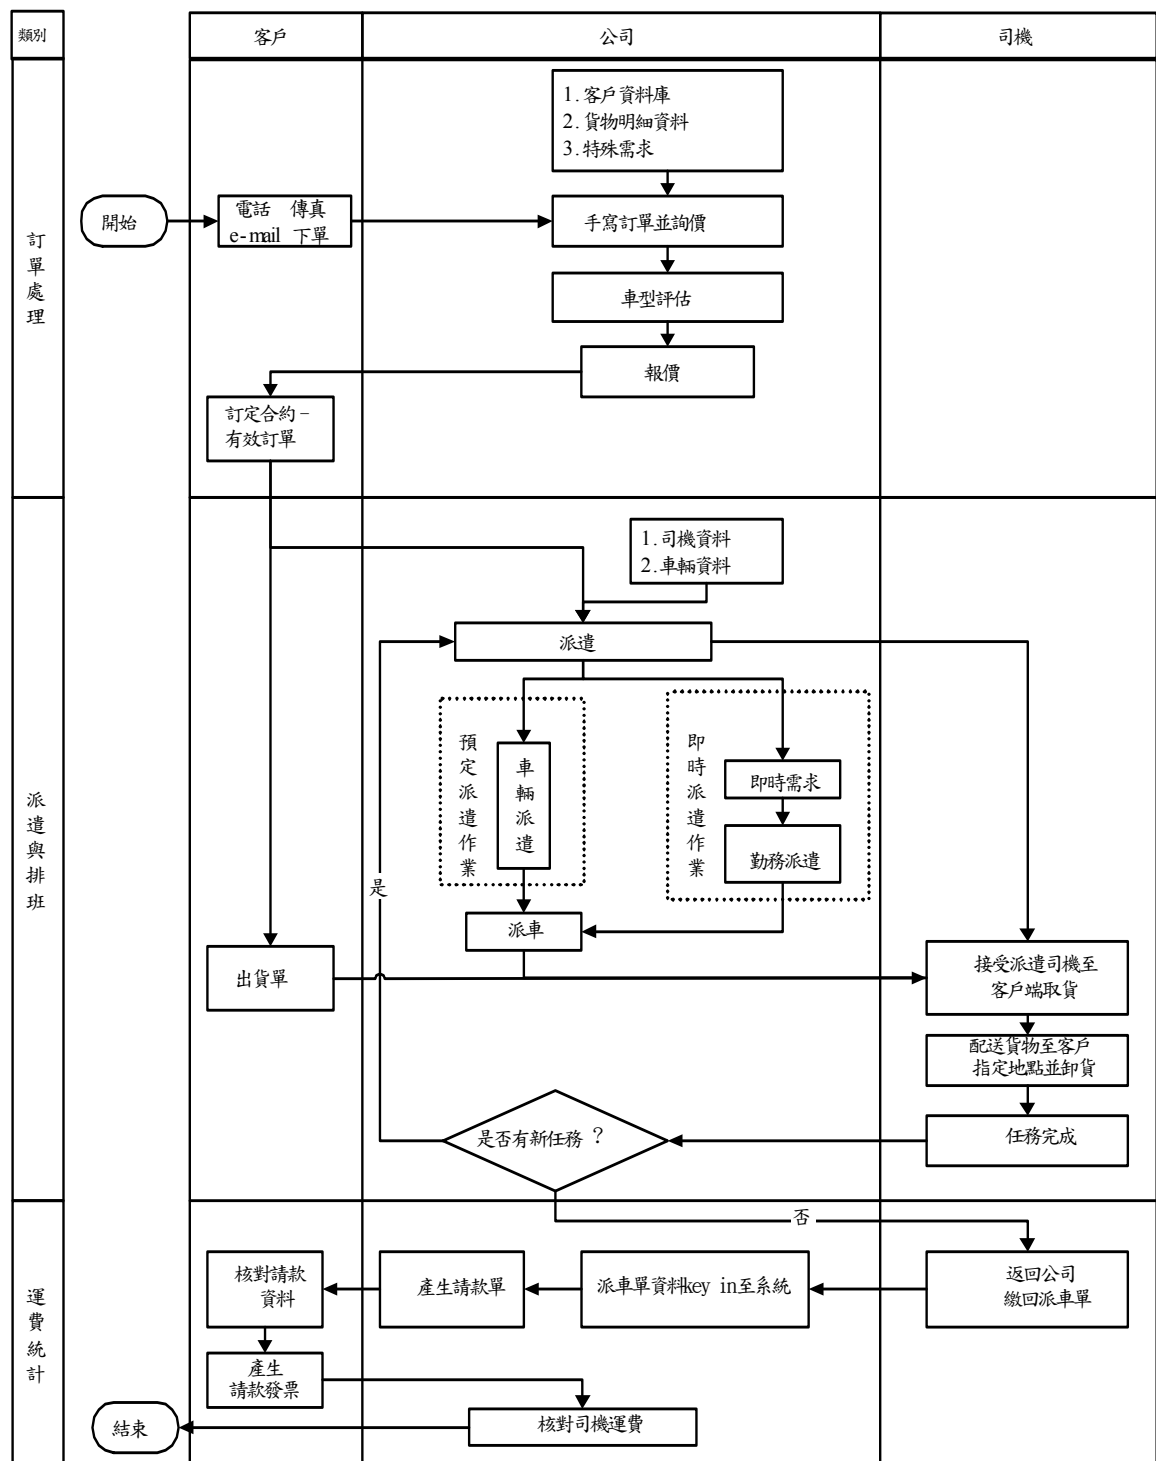 類別
客戶
公司
司機
訂單處理
1.客戶資料庫
2.貨物明細資料
3.特殊需求
開始
電話 傳真
e-mail 下單
手寫訂單並詢價
車型評估
報價
訂定合約-
有效訂單
派遣與排班
1.司機資料
2.車輛資料
派遣
預定派遣作業
車輛派遣
即時派遣作業
即時需求
勤務派遣
是
派車
出貨單
接受派遣司機至
客戶端取貨
配送貨物至客戶
指定地點並卸貨
是否有新任務?
任務完成
運費統計
否
核對請款
資料
產生請款單
派車單資料key in至系統
返回公司
繳回派車單
產生
請款發票
結束
核對司機運費